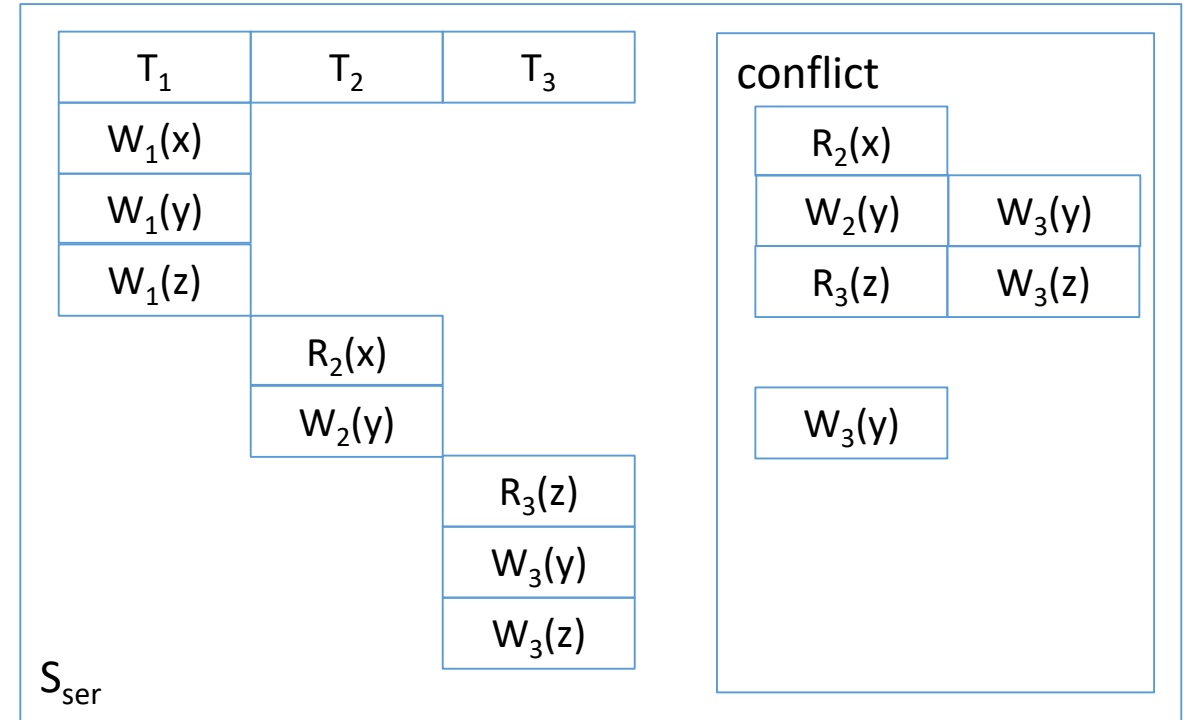 T₁ T₂ T₃ conflict
W₁(x) R₂(x)
W₁(y) W₂(y) W₃(y)
W₁(z) R₃(z) W₃(z)
R₂(x)
W₂(y) W₃(y)
R₃(z)
W₃(y)
W₃(z)
Sₛₑᵣ